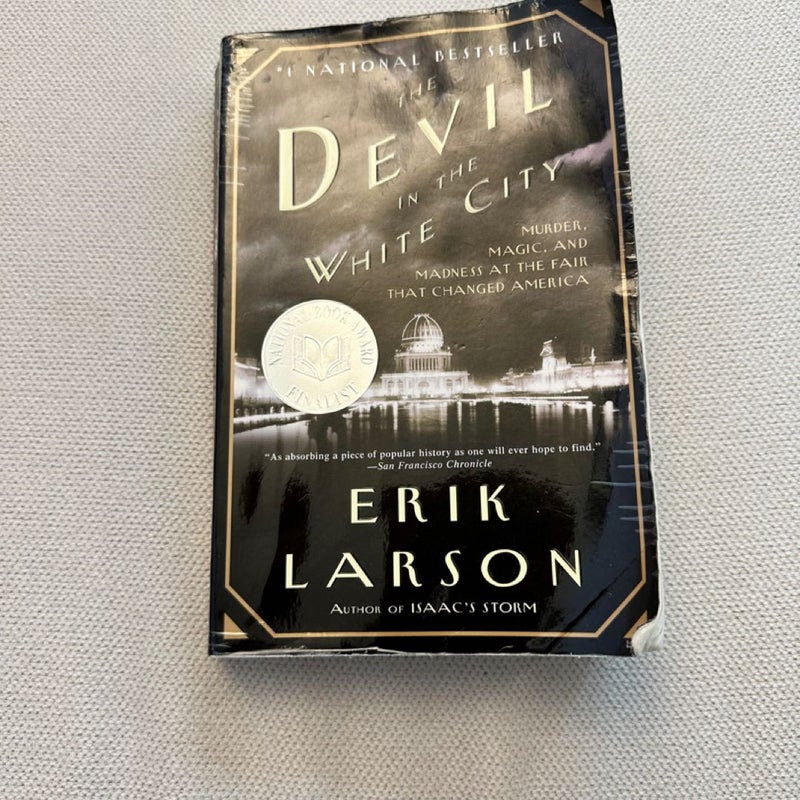 #1 NATIONAL BESTSELLER
THE
DEVIL
IN THE
WHITE CITY
MURDER,
MAGIC, AND
MADNESS AT THE FAIR
THAT CHANGED AMERICA
NATIONAL BOOK AWARD
FINALIST
"As absorbing a piece of popular history as one will ever hope to find."
—San Francisco Chronicle
ERIK
LARSON
AUTHOR OF ISAAC'S STORM